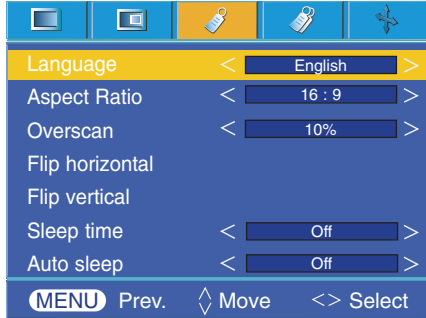 Language < English >
Aspect Ratio < 16 : 9 >
Overscan < 10% >
Flip horizontal
Flip vertical
Sleep time < Off >
Auto sleep < Off >
MENU Prev. Move <> Select